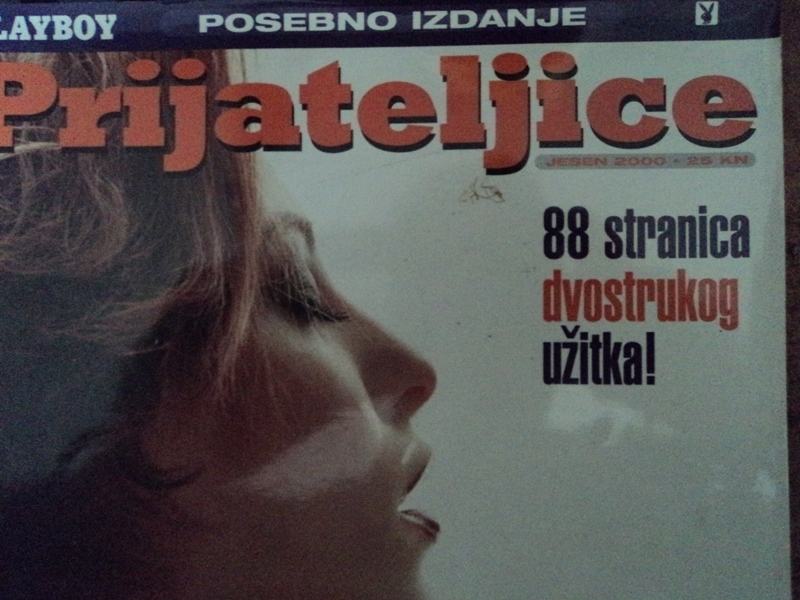 LAYBOY POSEBNO IZDANJE
Prijateljice
JESEN 2000 • 25 KN
88 stranica
dvostrukog
užitka!